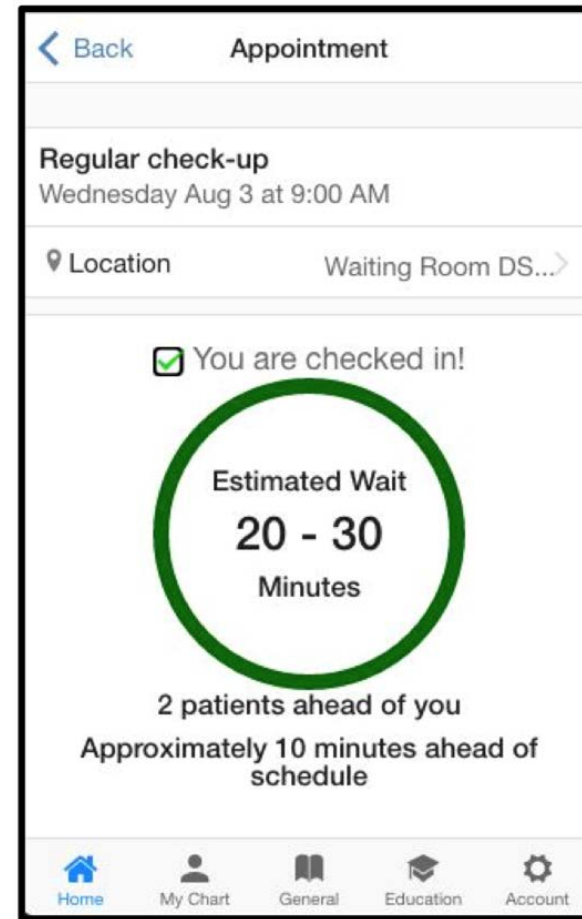 Back Appointment
Regular check-up
Wednesday Aug 3 at 9:00 AM
Location Waiting Room DS...
You are checked in!
Estimated Wait
20 - 30
Minutes
2 patients ahead of you
Approximately 10 minutes ahead of
schedule
Home My Chart General Education Account